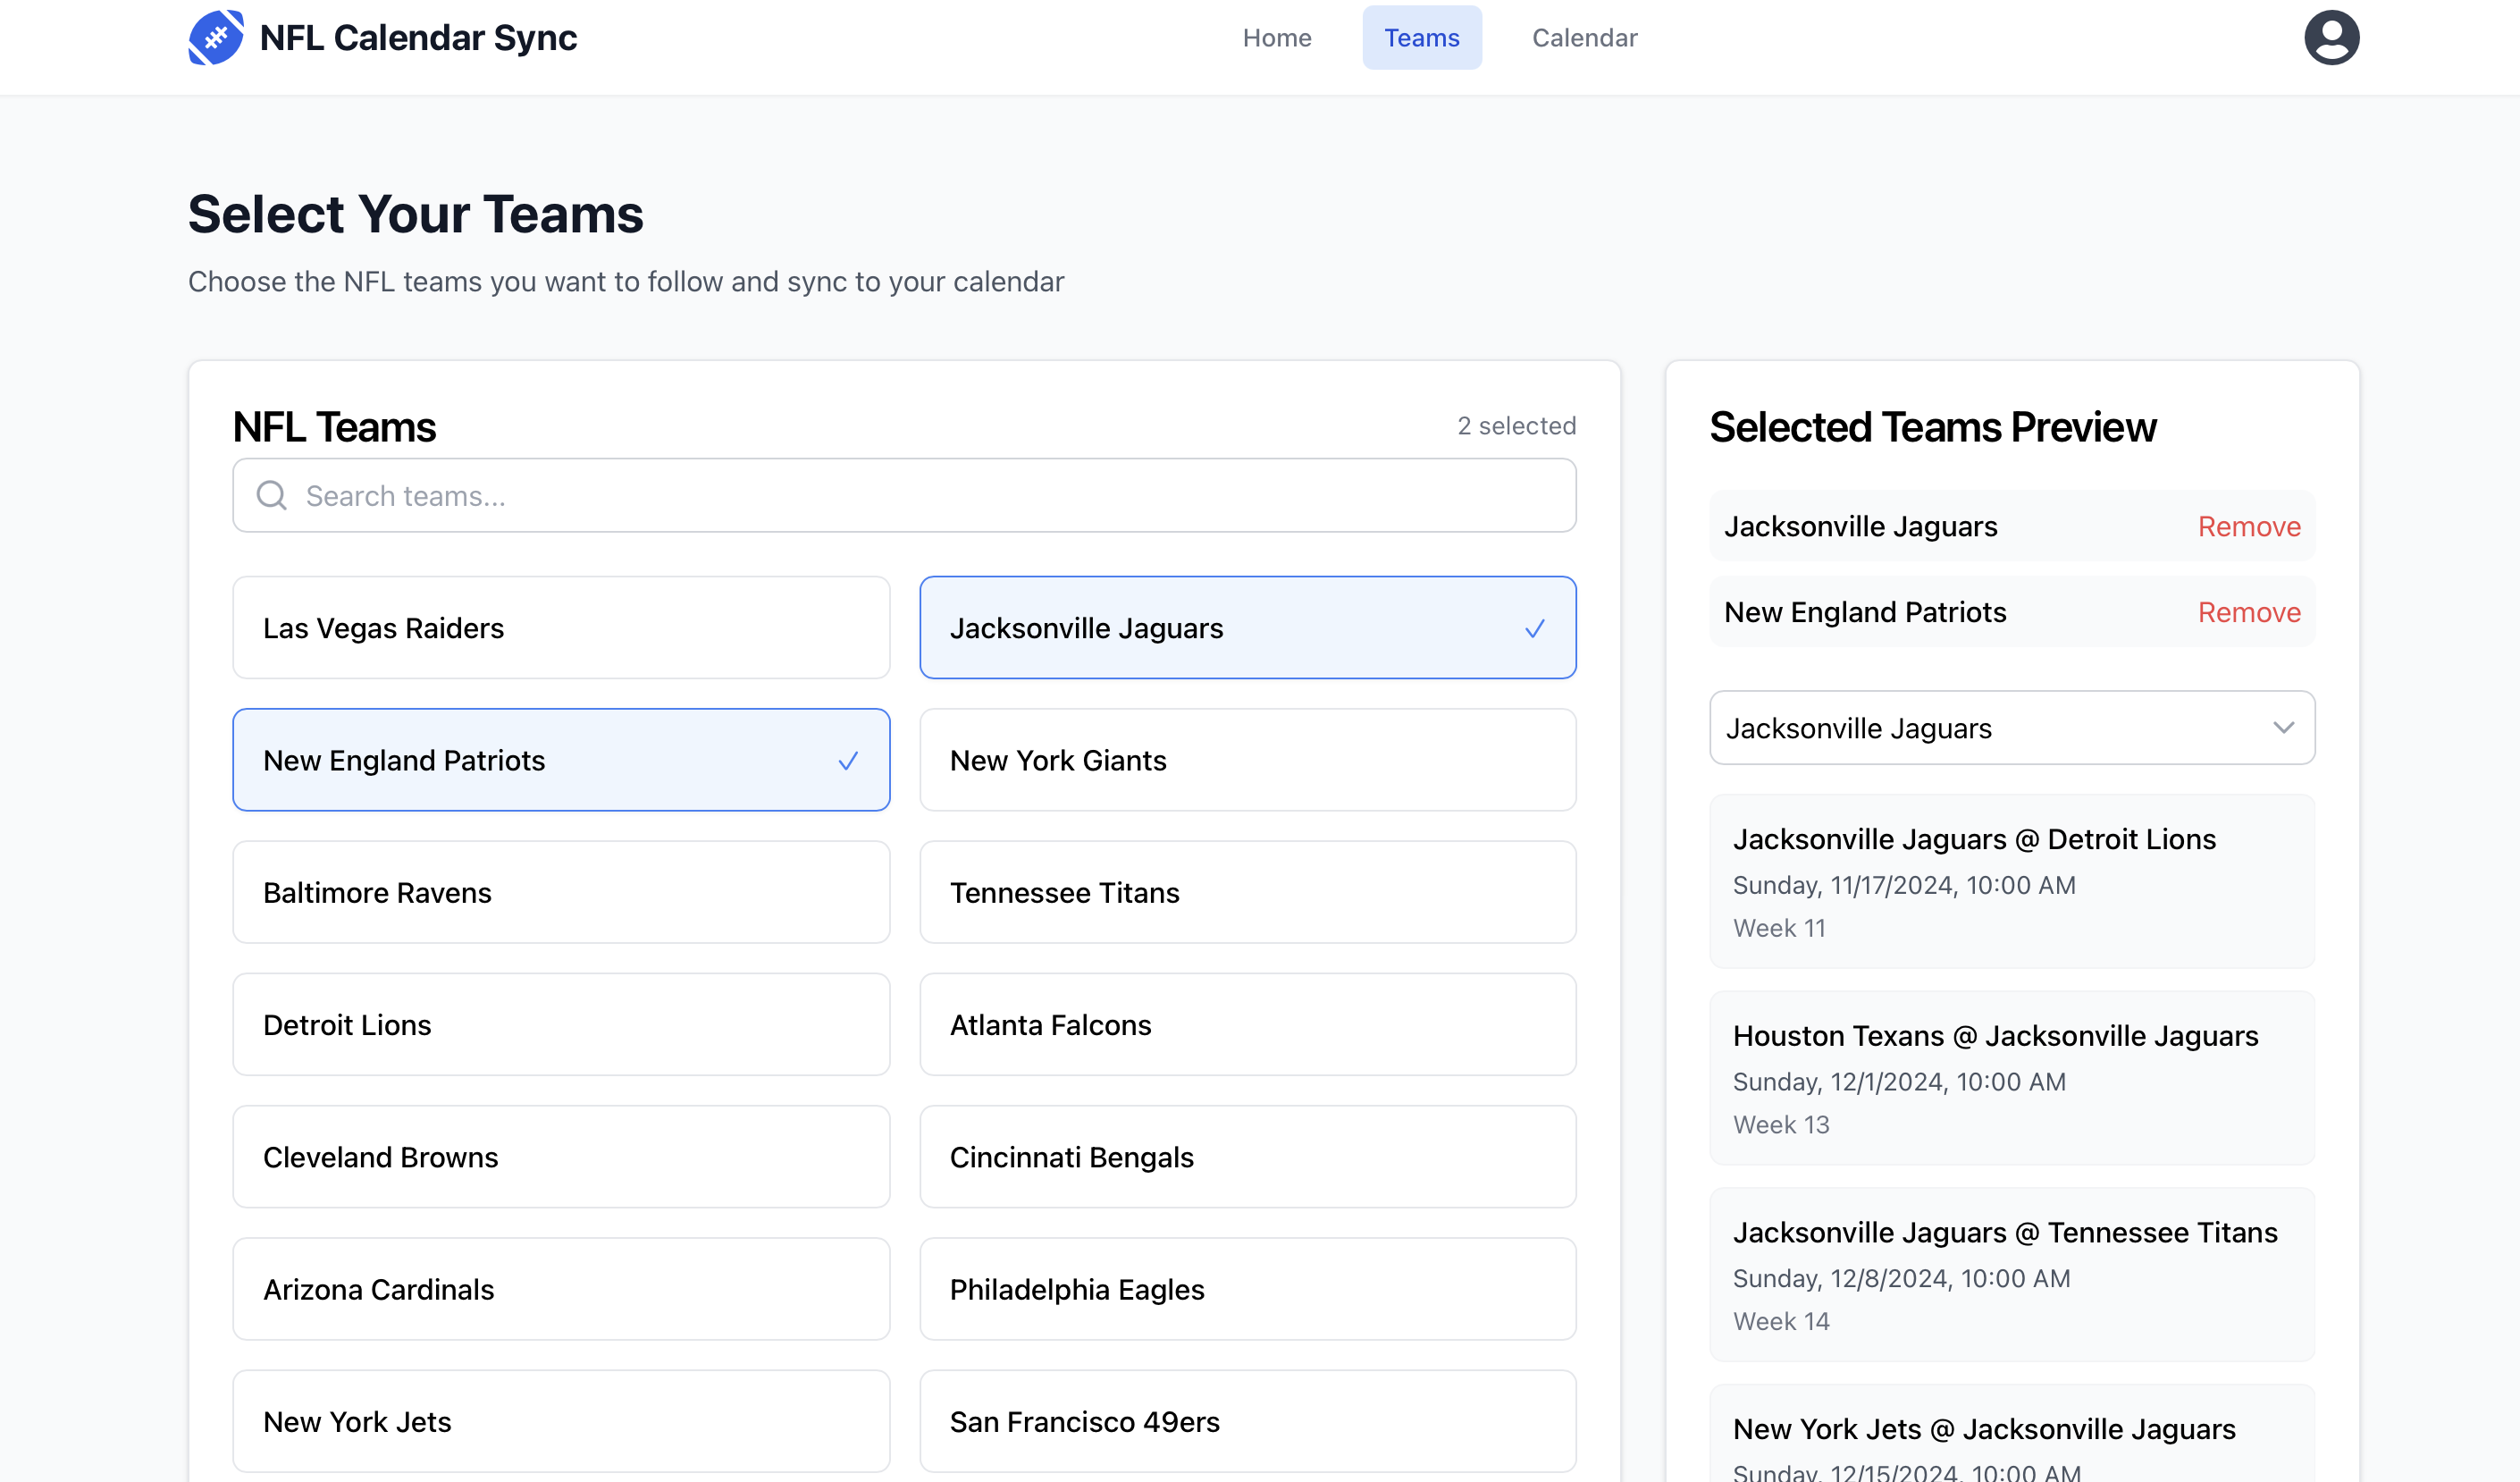 NFL Calendar Sync
Home
Teams
Calendar
Select Your Teams
Choose the NFL teams you want to follow and sync to your calendar
NFL Teams
2 selected
Search teams...
Las Vegas Raiders
Jacksonville Jaguars
New England Patriots
New York Giants
Baltimore Ravens
Tennessee Titans
Detroit Lions
Atlanta Falcons
Cleveland Browns
Cincinnati Bengals
Arizona Cardinals
Philadelphia Eagles
New York Jets
San Francisco 49ers
Selected Teams Preview
Jacksonville Jaguars
Remove
New England Patriots
Remove
Jacksonville Jaguars
Jacksonville Jaguars @ Detroit Lions
Sunday, 11/17/2024, 10:00 AM
Week 11
Houston Texans @ Jacksonville Jaguars
Sunday, 12/1/2024, 10:00 AM
Week 13
Jacksonville Jaguars @ Tennessee Titans
Sunday, 12/8/2024, 10:00 AM
Week 14
New York Jets @ Jacksonville Jaguars
Sunday, 12/15/2024, 10:00 AM